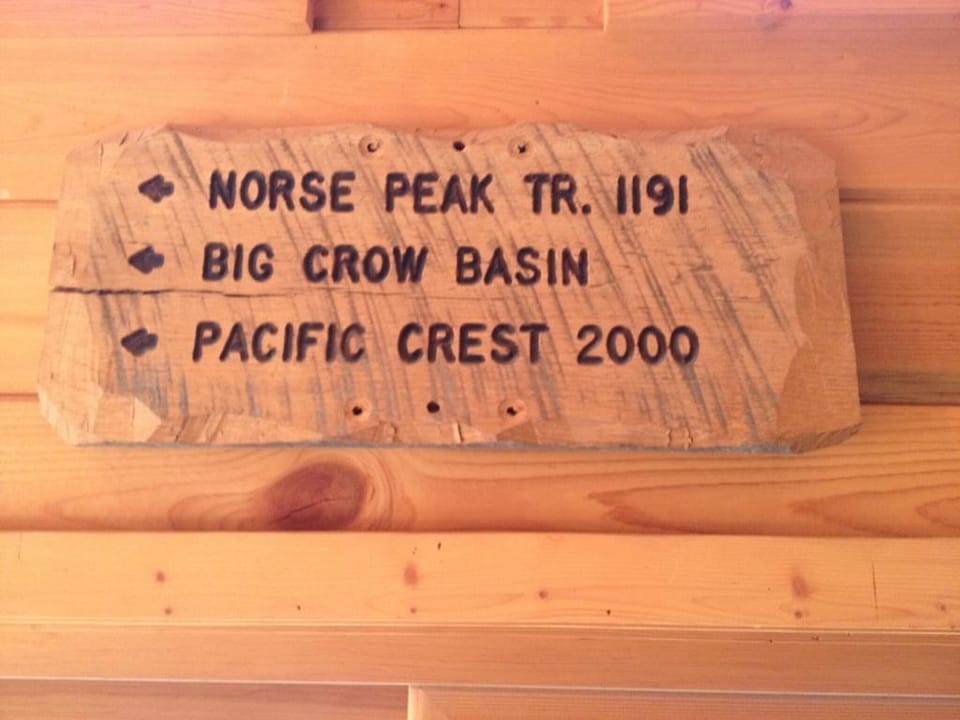 NORSE PEAK TR. 1191
BIG CROW BASIN
PACIFIC CREST 2000